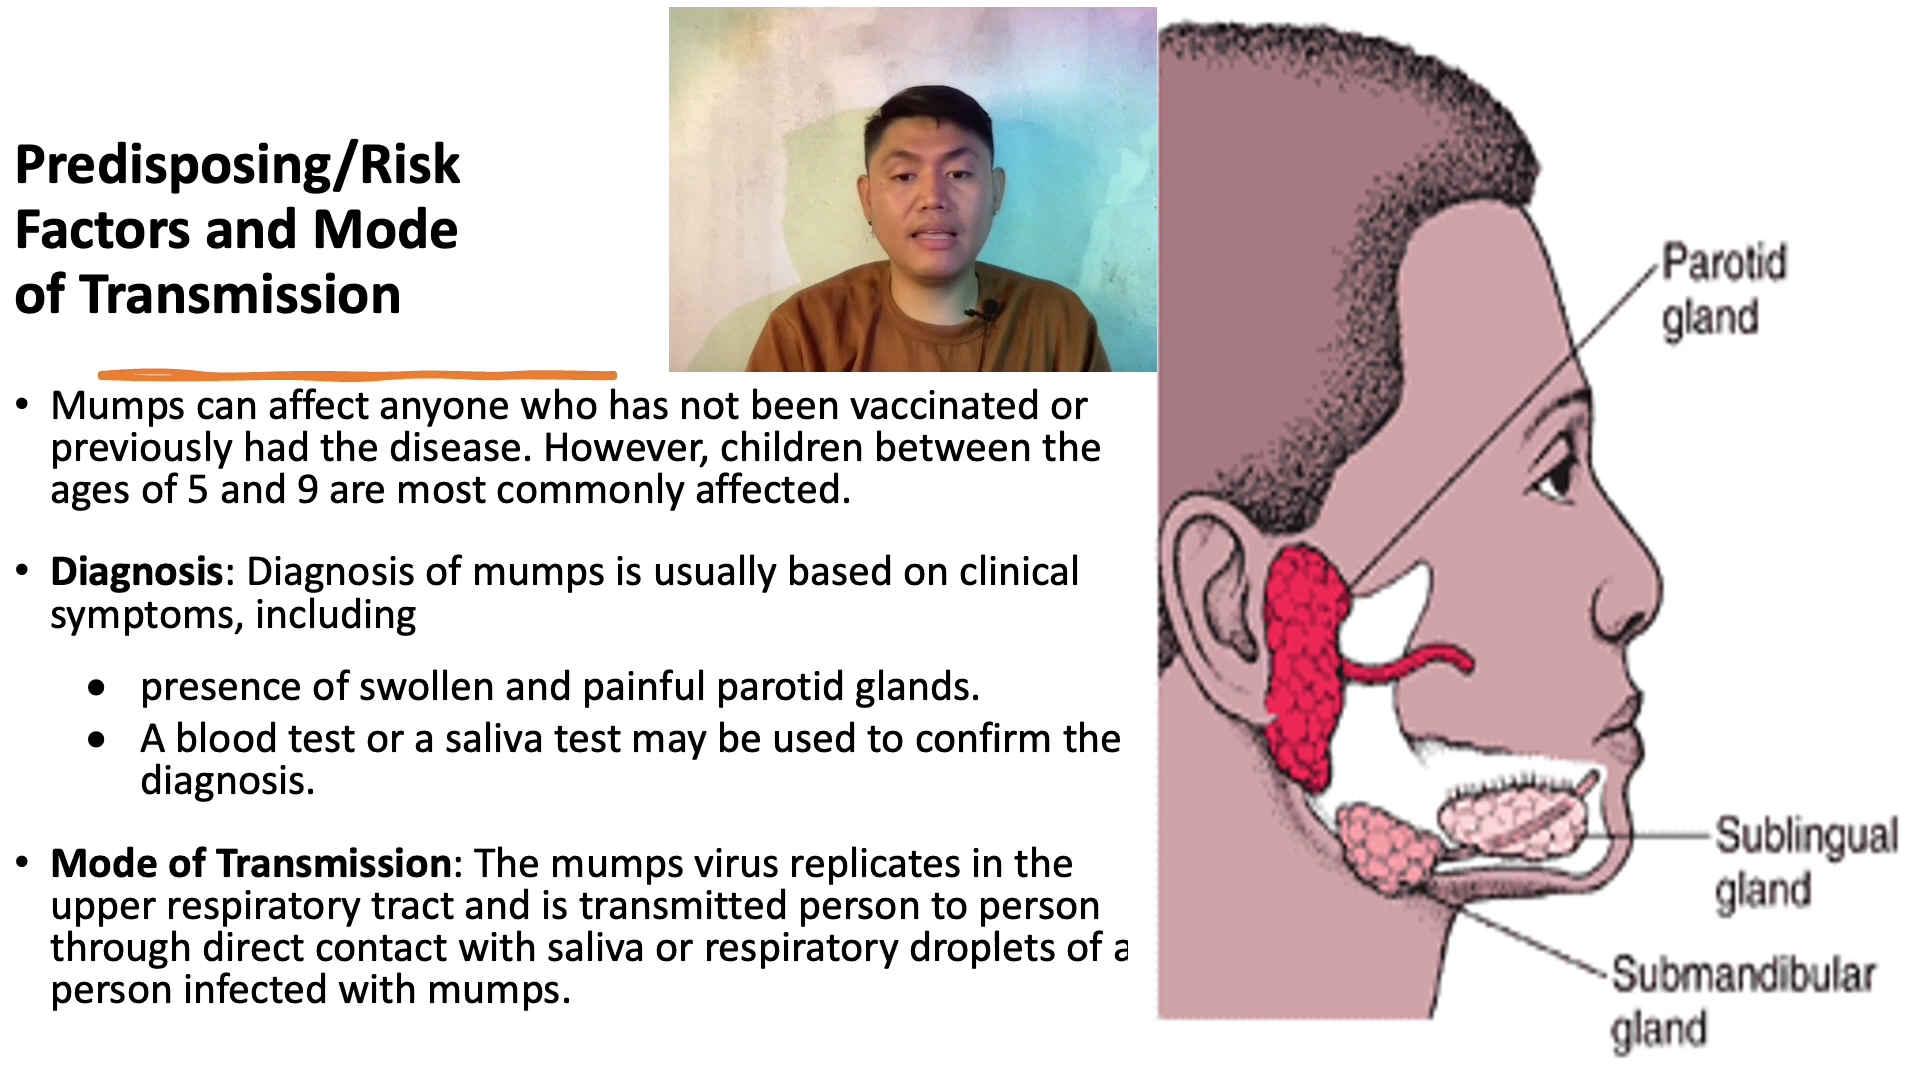 Predisposing/Risk
Factors and Mode
of Transmission
• Mumps can affect anyone who has not been vaccinated or
previously had the disease. However, children between the
ages of 5 and 9 are most commonly affected.
• Diagnosis: Diagnosis of mumps is usually based on clinical
symptoms, including
• presence of swollen and painful parotid glands.
• A blood test or a saliva test may be used to confirm the
diagnosis.
• Mode of Transmission: The mumps virus replicates in the
upper respiratory tract and is transmitted person to person
through direct contact with saliva or respiratory droplets of a
person infected with mumps.
Parotid
gland
Sublingual
gland
Submandibular
gland